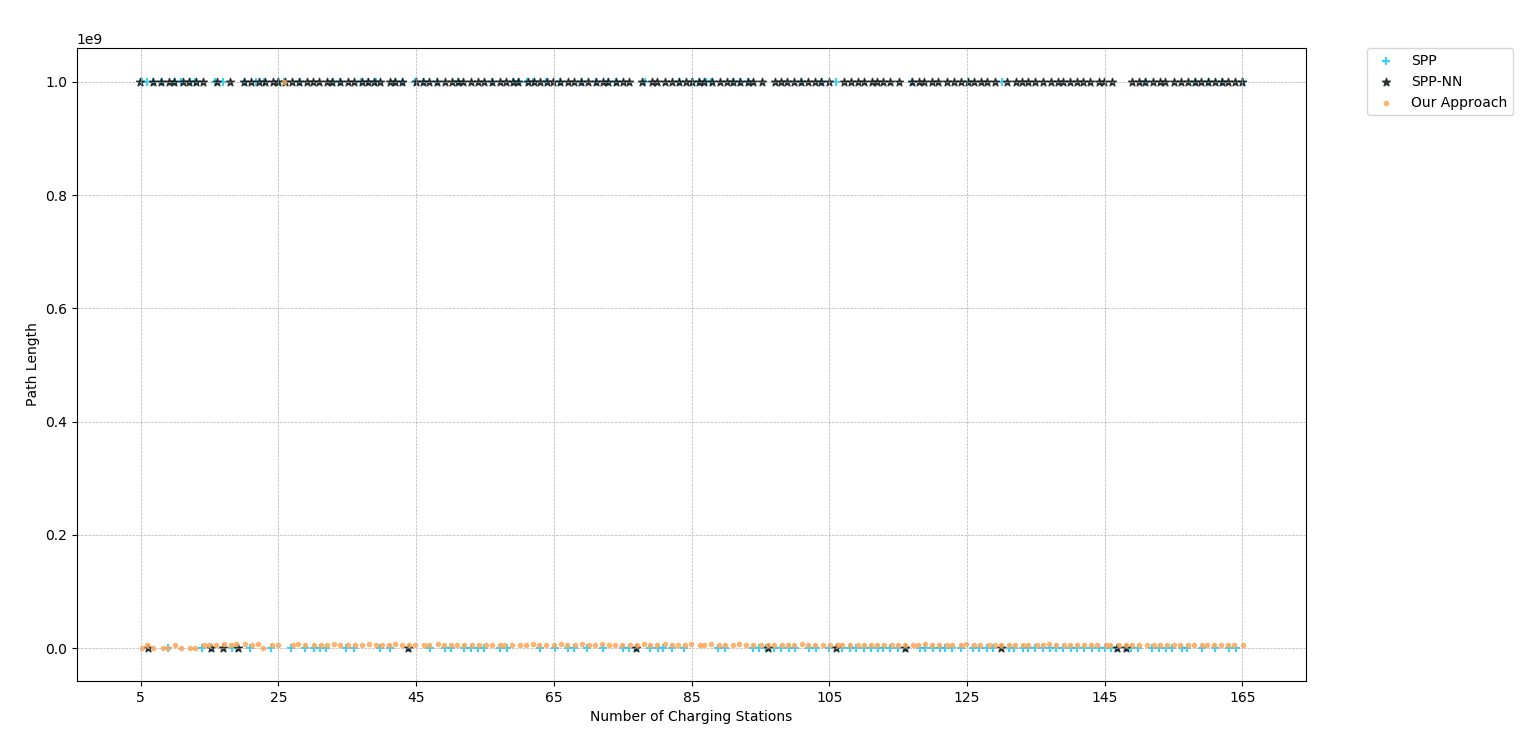 1e9
1.0
0.8
0.6
0.4
0.2
0.0
Path Length
5 25 45 65 85 105 125 145 165
Number of Charging Stations
SPP
SPP-NN
Our Approach